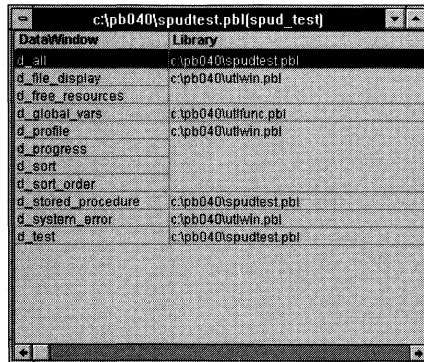 c:\pb040\spudtest.pbl(spud_test)
DataWindow Library
d_all c:\pb040\spudtest.pbl
d_file_display c:\pb040\utlwin.pbl
d_free_resources
d_global_vars c:\pb040\utlfunc.pbl
d_profile c:\pb040\utlwin.pbl
d_progress
d_sort
d_sort_order
d_stored_procedure c:\pb040\spudtest.pbl
d_system_error c:\pb040\utlwin.pbl
d_test c:\pb040\spudtest.pbl